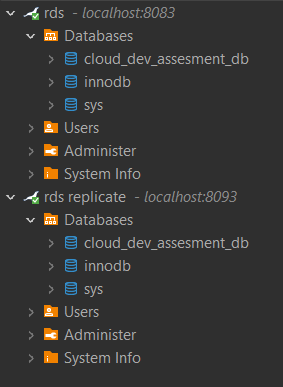 rds - localhost:8083
Databases
cloud_dev_assesment_db
innodb
sys
Users
Administer
System Info
rds replicate - localhost:8093
Databases
cloud_dev_assesment_db
innodb
sys
Users
Administer
System Info